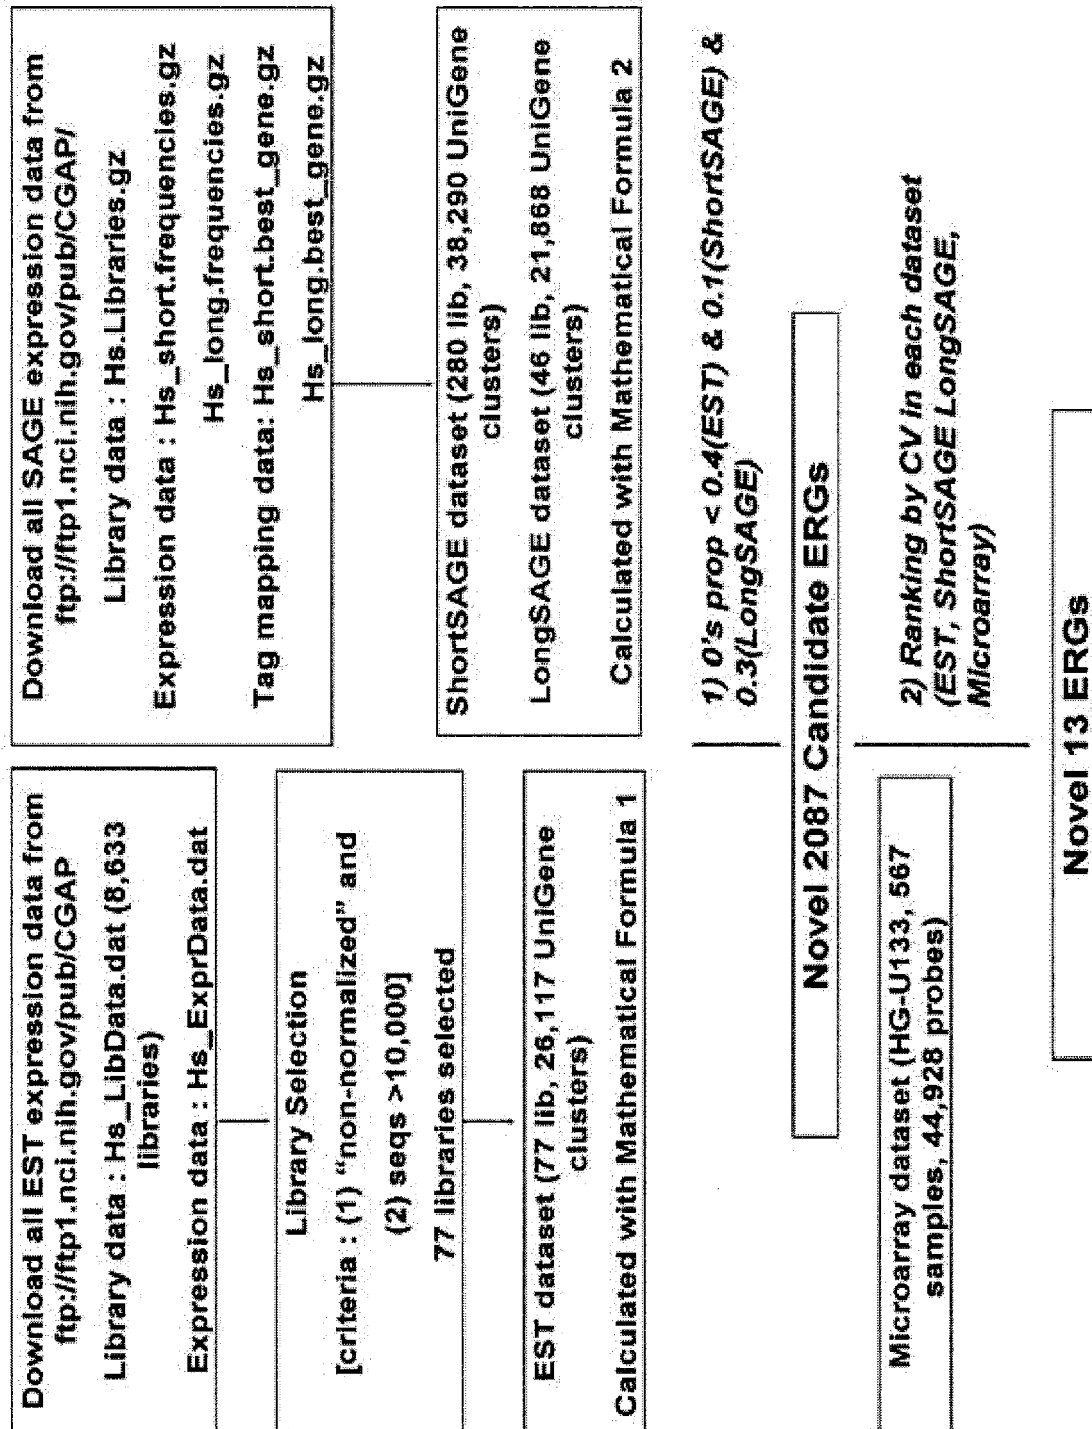 Download all EST expression data from
ftp://ftp1.nci.nih.gov/pub/CGAP
Library data : Hs_LibData.dat (8,633
libraries)
Expression data : Hs_ExprData.dat
Library Selection
[criteria : (1) “non-normalized” and
(2) seqs >10,000]
77 libraries selected
EST dataset (77 lib, 26,117 UniGene
clusters)
Calculated with Mathematical Formula 1
Download all SAGE expression data from
ftp://ftp1.nci.nih.gov/pub/CGAP/
Library data : Hs.Libraries.gz
Expression data : Hs_short.frequencies.gz
Hs_long.frequencies.gz
Tag mapping data: Hs_short.best_gene.gz
Hs_long.best_gene.gz
ShortSAGE dataset (280 lib, 38,290 UniGene
clusters)
LongSAGE dataset (46 lib, 21,868 UniGene
clusters)
Calculated with Mathematical Formula 2
1) 0's prop < 0.4(EST) & 0.1(ShortSAGE) &
0.3(LongSAGE)
Novel 2087 Candidate ERGs
Microarray dataset (HG-U133, 567
samples, 44,928 probes)
2) Ranking by CV in each dataset
(EST, ShortSAGE LongSAGE,
Microarray)
Novel 13 ERGs